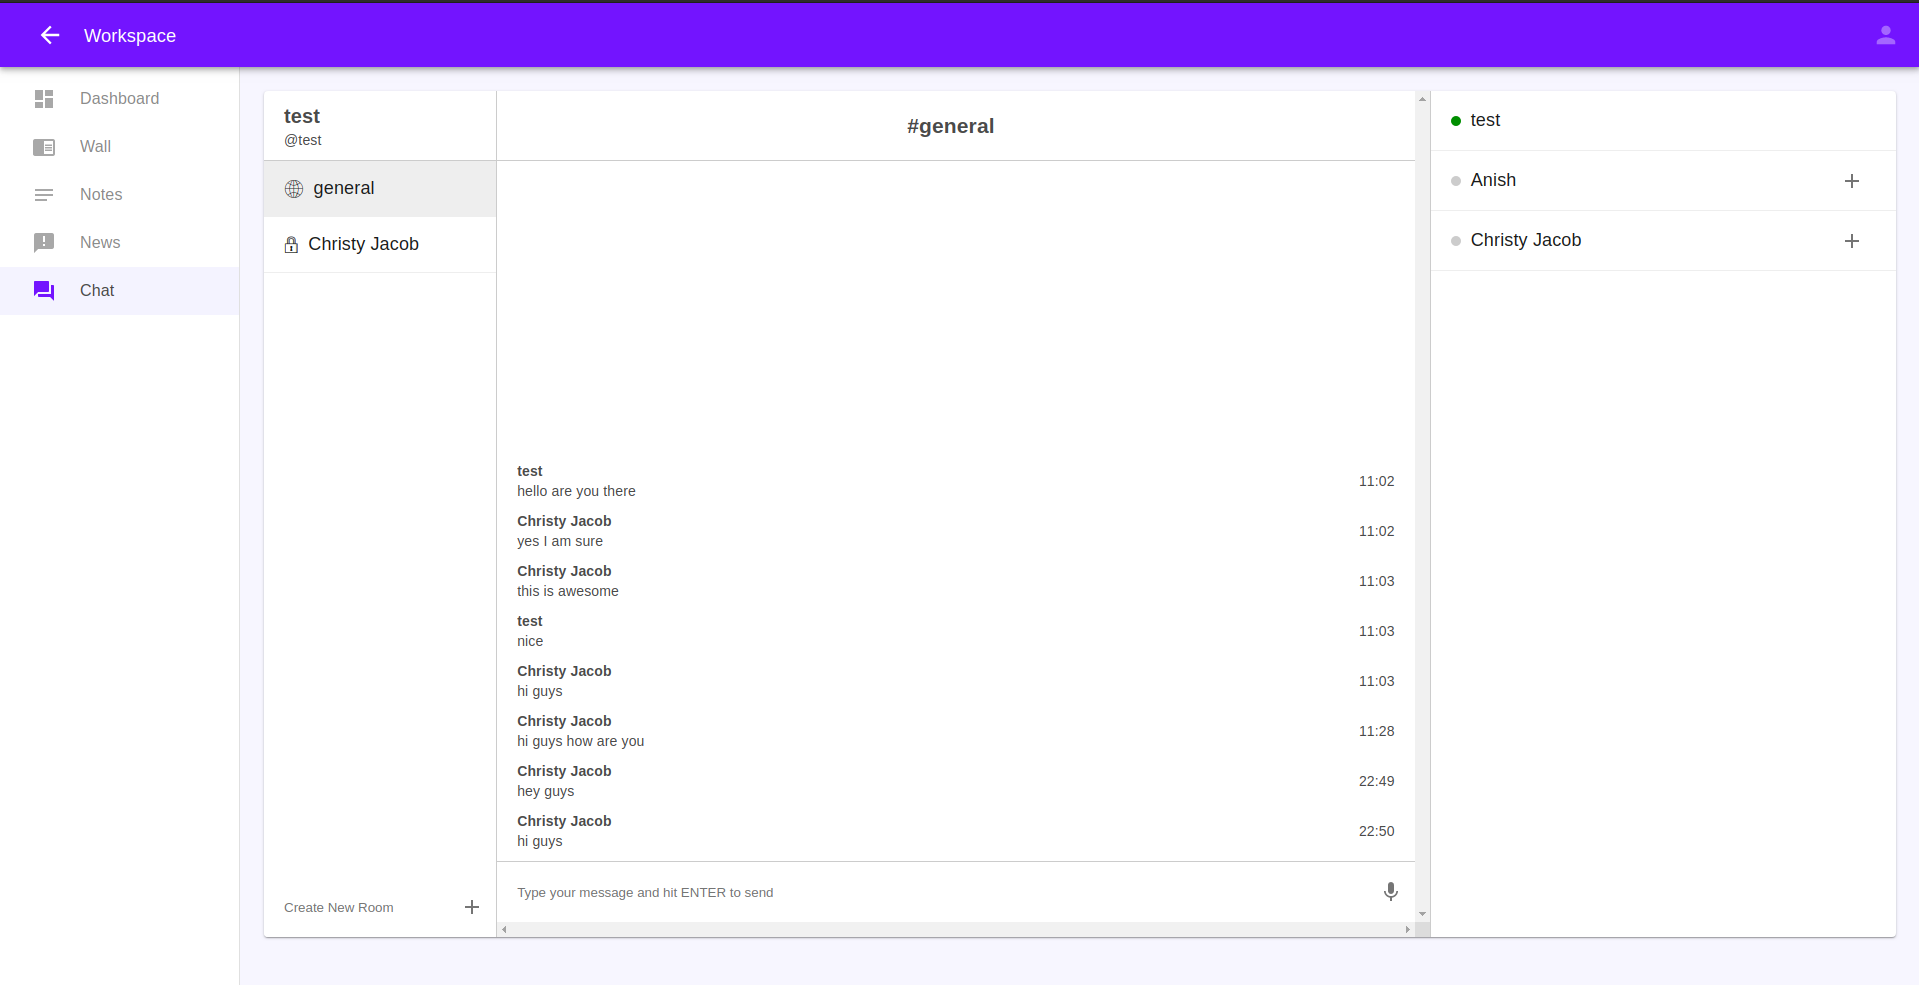 Workspace
Dashboard
Wall
Notes
News
Chat
test
@test
general
Christy Jacob
Create New Room
#general
test
hello are you there
11:02
Christy Jacob
yes I am sure
11:02
Christy Jacob
this is awesome
11:03
test
nice
11:03
Christy Jacob
hi guys
11:03
Christy Jacob
hi guys how are you
11:28
Christy Jacob
hey guys
22:49
Christy Jacob
hi guys
22:50
Type your message and hit ENTER to send
test
Anish
Christy Jacob